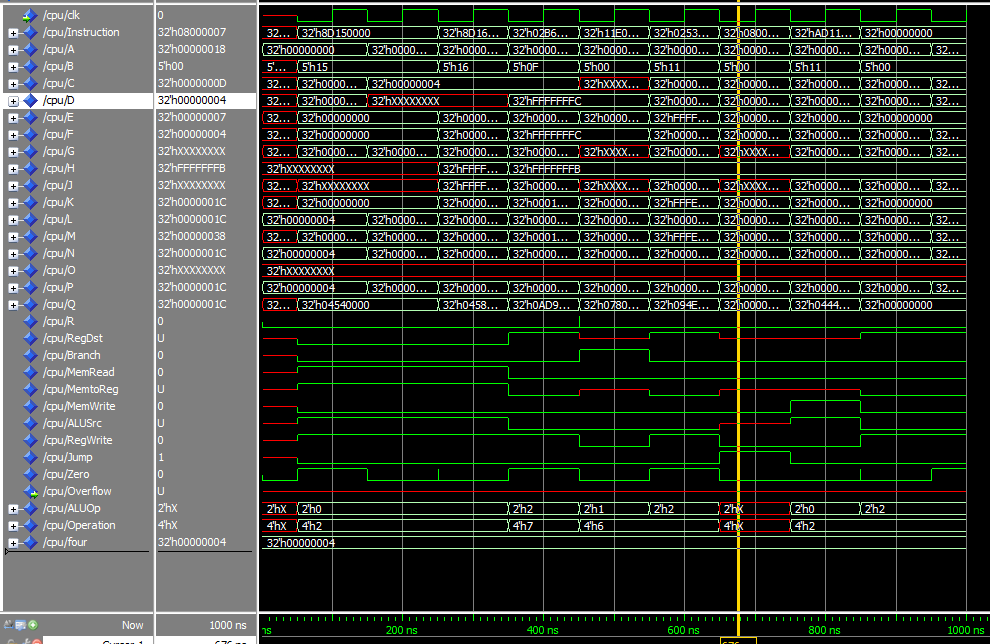 /cpu/clk 0
/cpu/Instruction 32'h08000007 32'... 32'h8D150000 32'h8D16... 32'h02B6... 32'h11E0... 32'h0253... 32'h0800... 32'hAD11... 32'h00000000
/cpu/A 32'h00000018 32'h00000000 32'h0000... 32'h0000... 32'h0000... 32'h0000... 32'h0000... 32'h0000... 32'h0000... 32'h0000... 32'...
/cpu/B 5'h00 5'... 5'h15 5'h16 5'h0F 5'h00 5'h11 5'h00 5'h11 5'h00
/cpu/C 32'h0000000D 32'... 32'h0000... 32'h00000004 32'hXXXX... 32'h0000... 32'h0000... 32'h0000... 32'h0000... 32'...
/cpu/D 32'h00000004 32'... 32'h0000... 32'hXXXXXXXX 32'hFFFFFFFC 32'h0000... 32'h0000... 32'h0000... 32'h0000... 32'...
/cpu/E 32'h00000007 32'... 32'h00000000 32'h0000... 32'h0000... 32'h0000... 32'hFFFF... 32'h0000... 32'h0000... 32'h00000000
/cpu/F 32'h00000004 32'... 32'h00000000 32'h0000... 32'hFFFFFFFC 32'h0000... 32'h0000... 32'h0000... 32'h0000... 32'...
/cpu/G 32'hXXXXXXXX 32'... 32'h0000... 32'h0000... 32'h0000... 32'h0000... 32'hXXXX... 32'h0000... 32'hXXXX... 32'h0000... 32'h0000... 32'...
/cpu/H 32'hFFFFFFFB 32'hXXXXXXXX 32'hFFFF... 32'hFFFFFFFB
/cpu/J 32'hXXXXXXXX 32'... 32'hXXXXXXXX 32'hFFFF... 32'h0000... 32'hXXXX... 32'h0000... 32'hXXXX... 32'h0000... 32'h0000... 32'...
/cpu/K 32'h0000001C 32'... 32'h00000000 32'h0000... 32'h0001... 32'h0000... 32'hFFFE... 32'h0000... 32'h0000... 32'h00000000
/cpu/L 32'h0000001C 32'h00000004 32'h0000... 32'h0000... 32'h0000... 32'h0000... 32'h0000... 32'h0000... 32'h0000... 32'h0000... 32'...
/cpu/M 32'h00000038 32'... 32'h0000... 32'h0000... 32'h0000... 32'h0001... 32'h0000... 32'hFFFE... 32'h0000... 32'h0000... 32'h0000... 32'...
/cpu/N 32'h0000001C 32'h00000004 32'h0000... 32'h0000... 32'h0000... 32'h0000... 32'h0000... 32'h0000... 32'h0000... 32'h0000... 32'...
/cpu/O 32'hXXXXXXXX 32'hXXXXXXXX
/cpu/P 32'h0000001C 32'h00000004 32'h0000... 32'h0000... 32'h0000... 32'h0000... 32'h0000... 32'h0000... 32'h0000... 32'h0000... 32'...
/cpu/Q 32'h0000001C 32'... 32'h04540000 32'h0458... 32'h0AD9... 32'h0780... 32'h094E... 32'h0000... 32'h0444... 32'h00000000
/cpu/R 0
/cpu/RegDst U
/cpu/Branch 0
/cpu/MemRead 0
/cpu/MemtoReg U
/cpu/MemWrite 0
/cpu/ALUSrc U
/cpu/RegWrite 0
/cpu/Jump 1
/cpu/Zero 0
/cpu/Overflow U
/cpu/ALUOp 2'hX 2'hX 2'h0 2'h2 2'h1 2'h2 2'hX 2'h0 2'h2
/cpu/Operation 4'hX 4'hX 4'h2 4'h7 4'h6 4'hX 4'h2
/cpu/four 32'h00000004 32'h00000004
Now 1000 ns ns 200 ns 400 ns 600 ns 800 ns 1000 ns
Cursor 1 676 ns 676